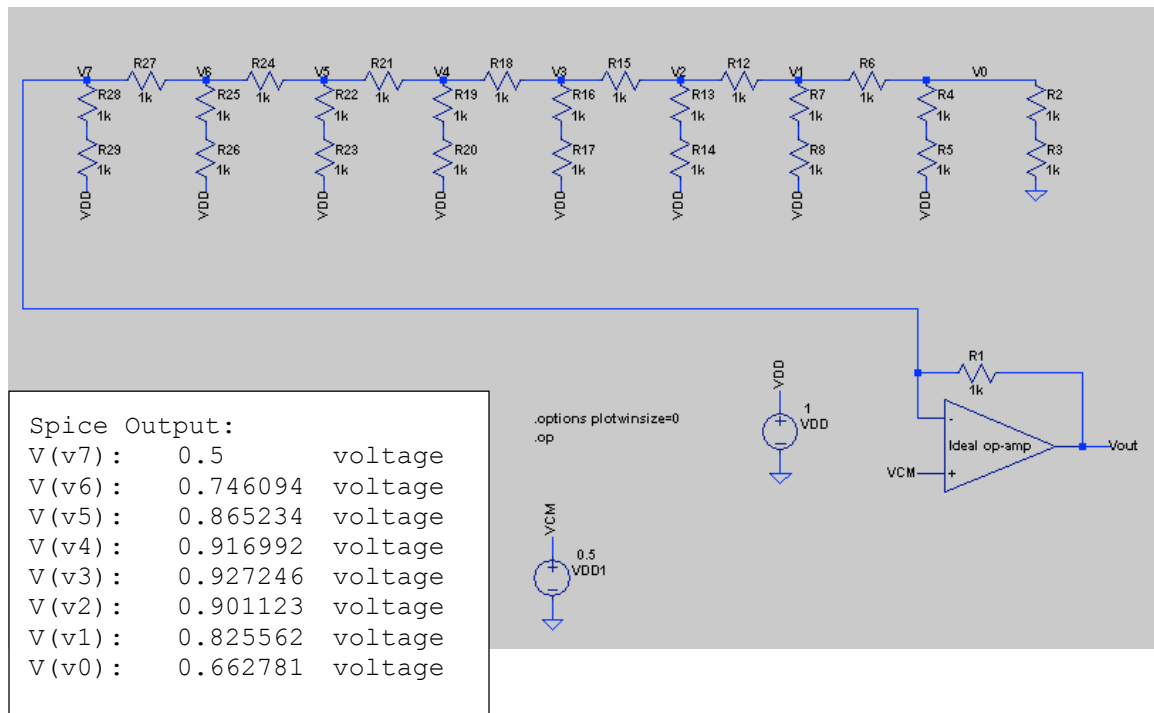 V7 R27 V6 R24 V5 R21 V4 R18 V3 R15 V2 R12 V1 R6 V0
1k 1k 1k 1k 1k 1k 1k
R28 R25 R22 R19 R16 R13 R7 R4 R2
1k 1k 1k 1k 1k 1k 1k 1k 1k
R29 R26 R23 R20 R17 R14 R8 R5 R3
1k 1k 1k 1k 1k 1k 1k 1k 1k
VDD VDD VDD VDD VDD VDD VDD VDD
R1
1k
VDD
1
VDD
.options plotwinsize=0
.op
-
Ideal op-amp
Vout
VCM
+
VCM
0.5
VDD1
Spice Output:
V(v7): 0.5 voltage
V(v6): 0.746094 voltage
V(v5): 0.865234 voltage
V(v4): 0.916992 voltage
V(v3): 0.927246 voltage
V(v2): 0.901123 voltage
V(v1): 0.825562 voltage
V(v0): 0.662781 voltage